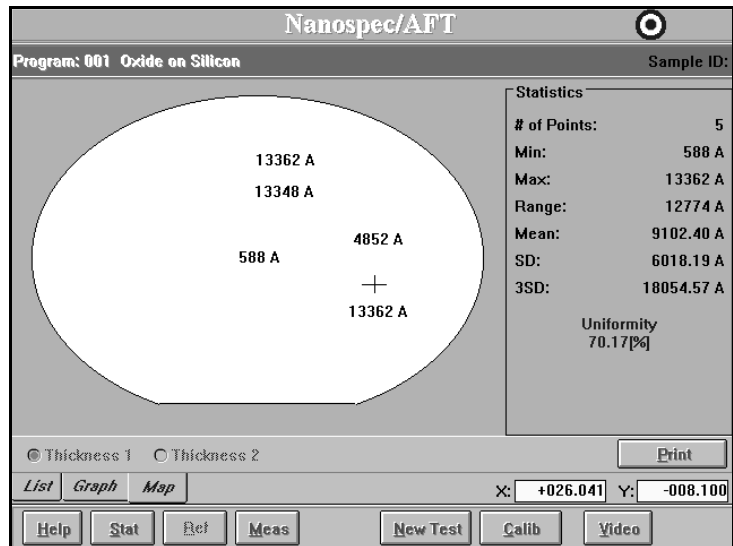 Nanospec/AFT
Program: 001 Oxide on Silicon Sample ID:
13362 A
13348 A
4852 A
588 A
13362 A
Statistics
# of Points: 5
Min: 588 A
Max: 13362 A
Range: 12774 A
Mean: 9102.40 A
SD: 6018.19 A
3SD: 18054.57 A
Uniformity
70.17[%]
Thickness 1 Thickness 2
Print
List Graph Map
X: +026.041 Y: -008.100
Help Stat Ref Meas New Test Calib Video